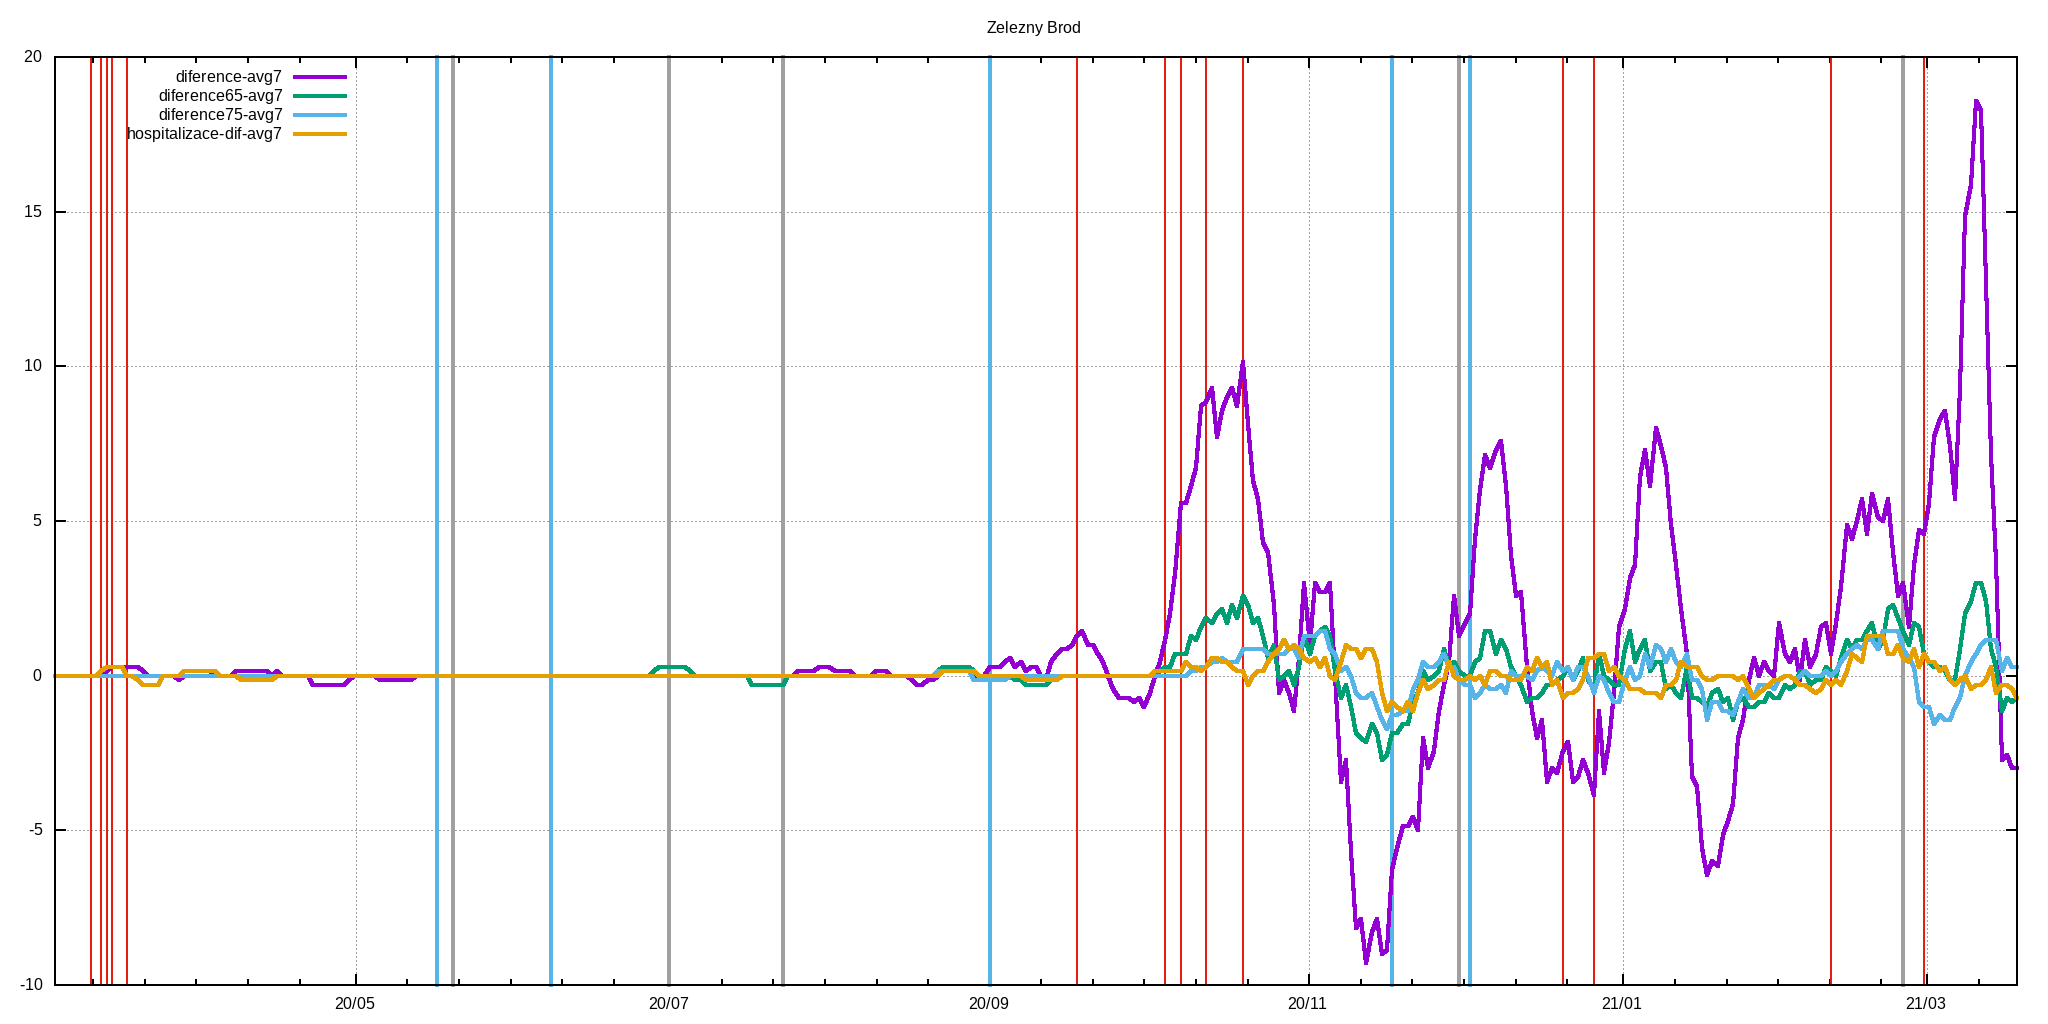 Zelezny Brod
20
15
10
5
0
-5
-10
diference-avg7
diference65-avg7
diference75-avg7
hospitalizace-dif-avg7
20/05 20/07 20/09 20/11 21/01 21/03